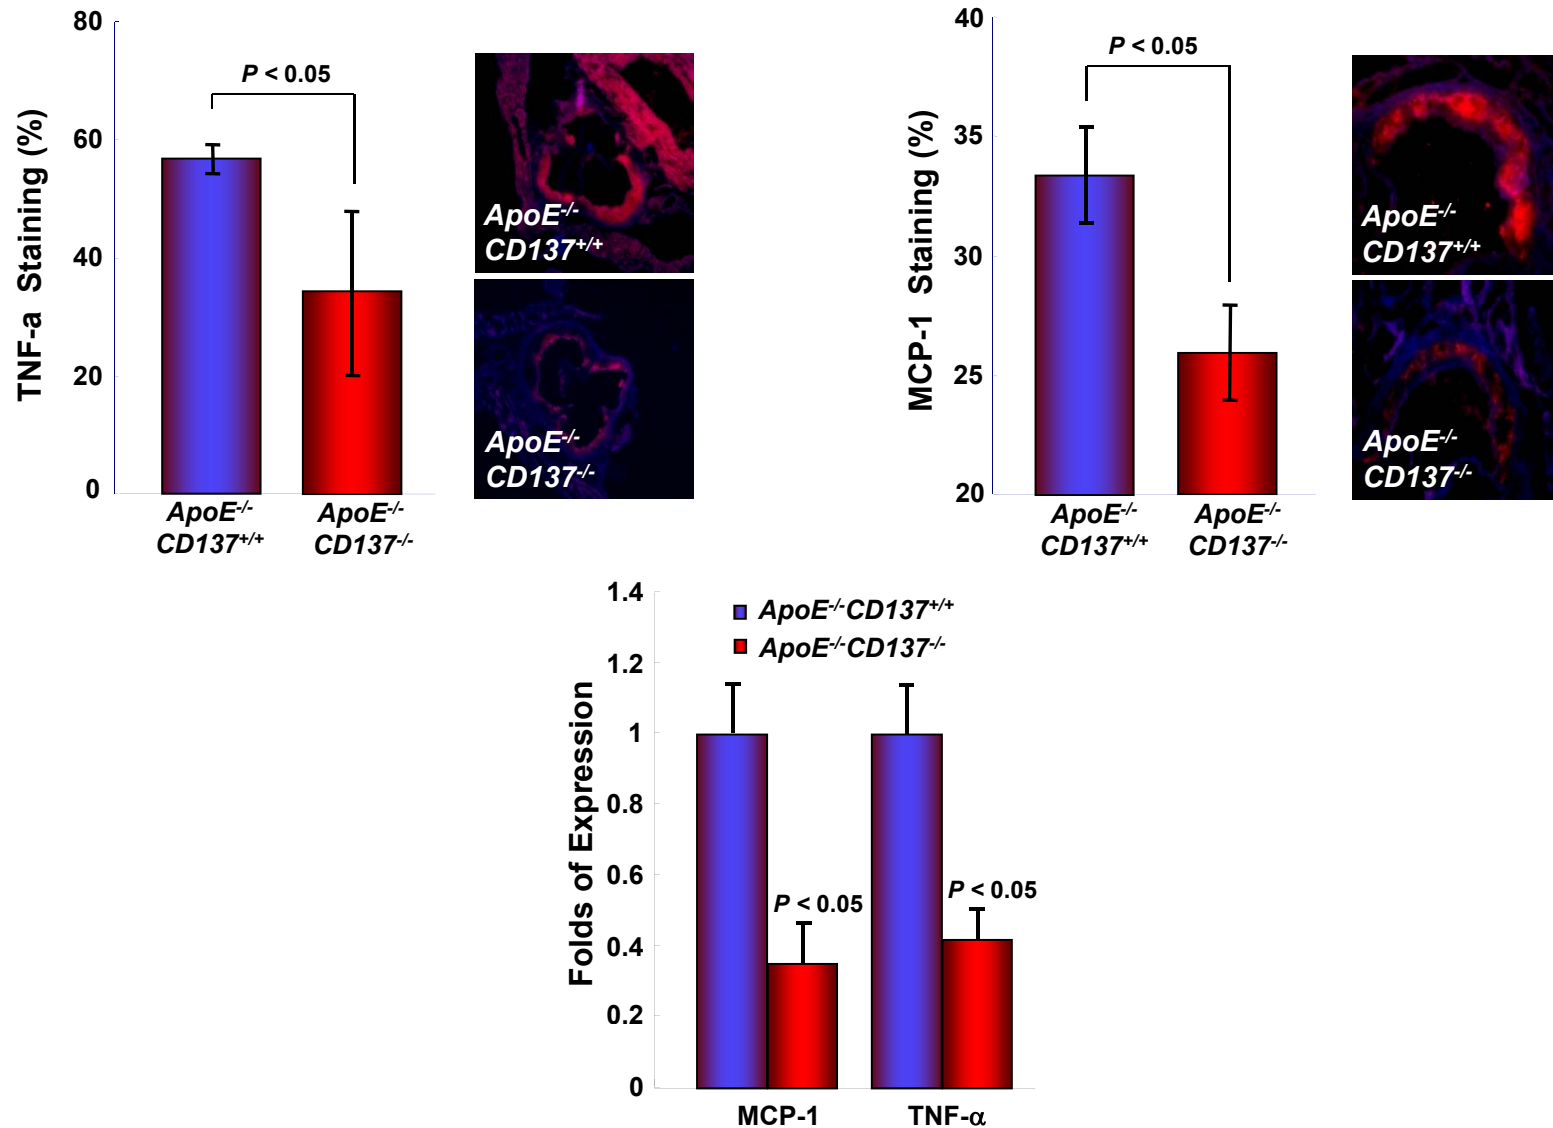 80
60
40
20
0
TNF-a Staining (%)
P < 0.05
ApoE-/-
CD137+/+
ApoE-/-
CD137-/-
ApoE-/-
CD137+/+
ApoE-/-
CD137-/-
40
35
30
25
20
MCP-1 Staining (%)
P < 0.05
ApoE-/-
CD137+/+
ApoE-/-
CD137-/-
ApoE-/-
CD137+/+
ApoE-/-
CD137-/-
1.4
1.2
1
0.8
0.6
0.4
0.2
0
Folds of Expression
ApoE-/-CD137+/+
ApoE-/-CD137-/-
P < 0.05
P < 0.05
MCP-1
TNF-α